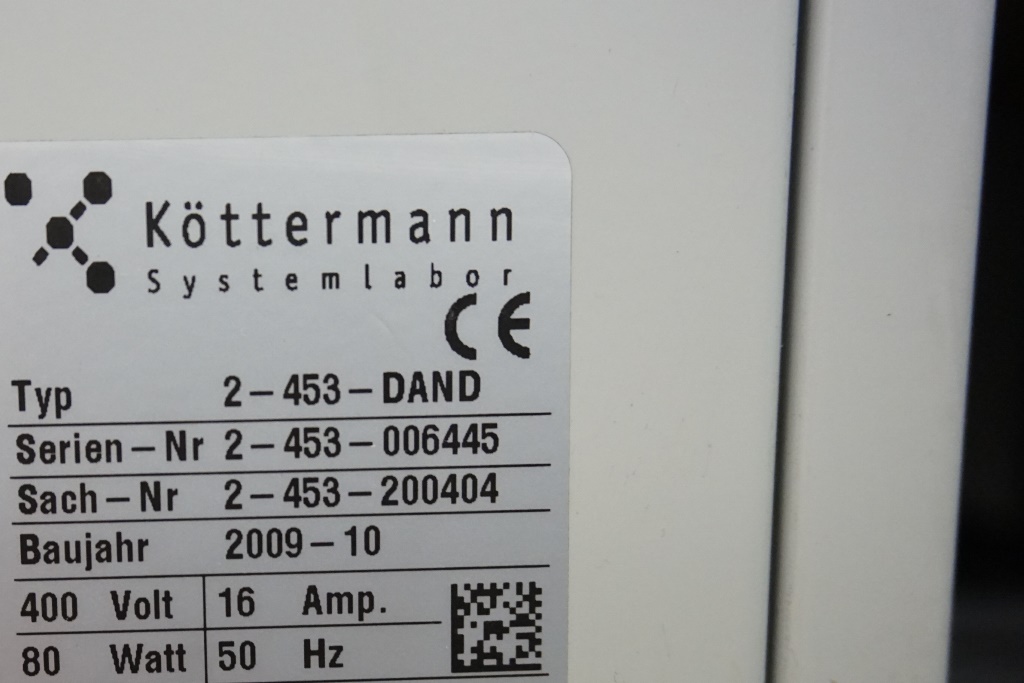 Köttermann
Systemlabor
CE
Typ 2-453-DAND
Serien-Nr 2-453-006445
Sach-Nr 2-453-200404
Baujahr 2009-10
400 Volt 16 Amp.
80 Watt 50 Hz